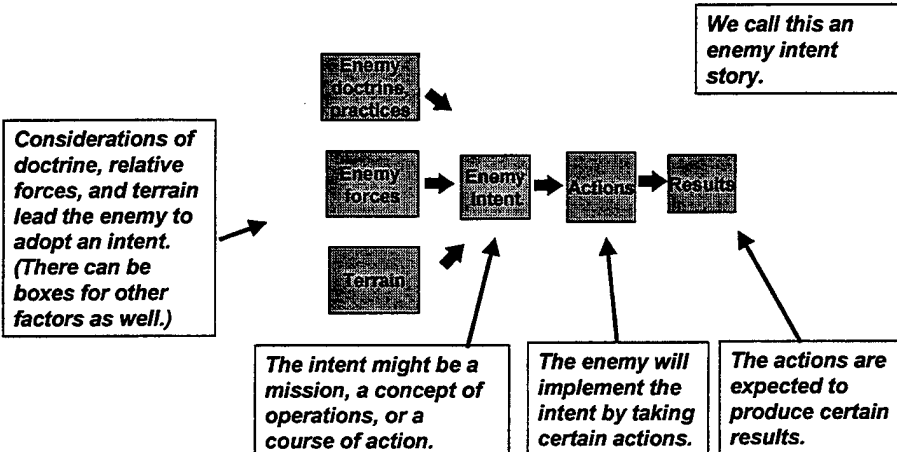 We call this an
enemy intent
story.
Enemy
doctrine,
practices
Considerations of
doctrine, relative
forces, and terrain
lead the enemy to
adopt an intent.
(There can be
boxes for other
factors as well.)
Enemy
forces
Enemy
Intent
Actions
Results
Terrain
The intent might be a
mission, a concept of
operations, or a
course of action.
The enemy will
implement the
intent by taking
certain actions.
The actions are
expected to
produce certain
results.